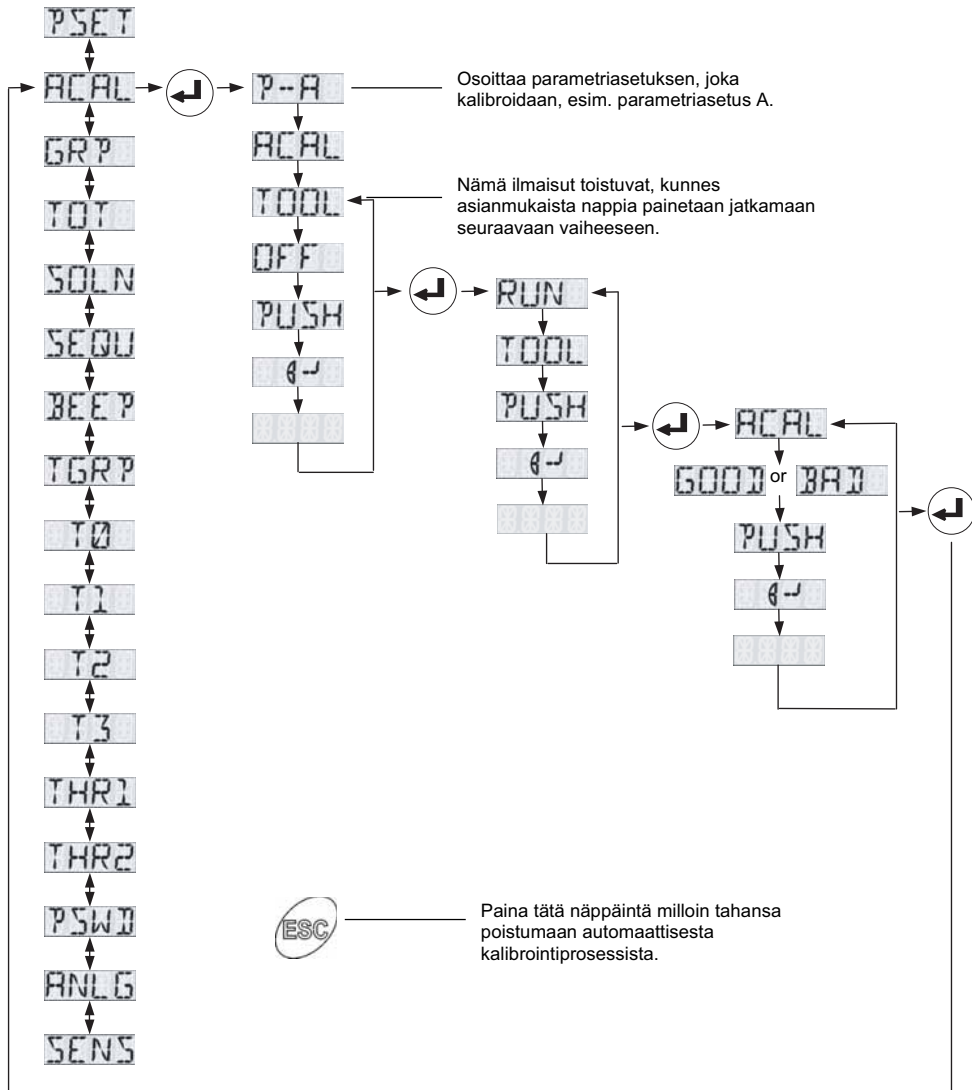 PSET
ACAL
GRP
TOT
SOLN
SEQU
BEEP
TGRP
T0
T1
T2
T3
THR1
THR2
PSWD
ANLG
SENS
P--A
ACAL
TOOL
OFF
PUSH
Osoittaa parametriasetuksen, joka
kalibroidaan, esim. parametriasetus A.
Nämä ilmaisut toistuvat, kunnes
asianmukaista nappia painetaan jatkamaan
seuraavaan vaiheeseen.
RUN
TOOL
PUSH
ACAL
GOOD or BAD
PUSH
ESC
Paina tätä näppäintä milloin tahansa
poistumaan automaattisesta
kalibrointiprosessista.